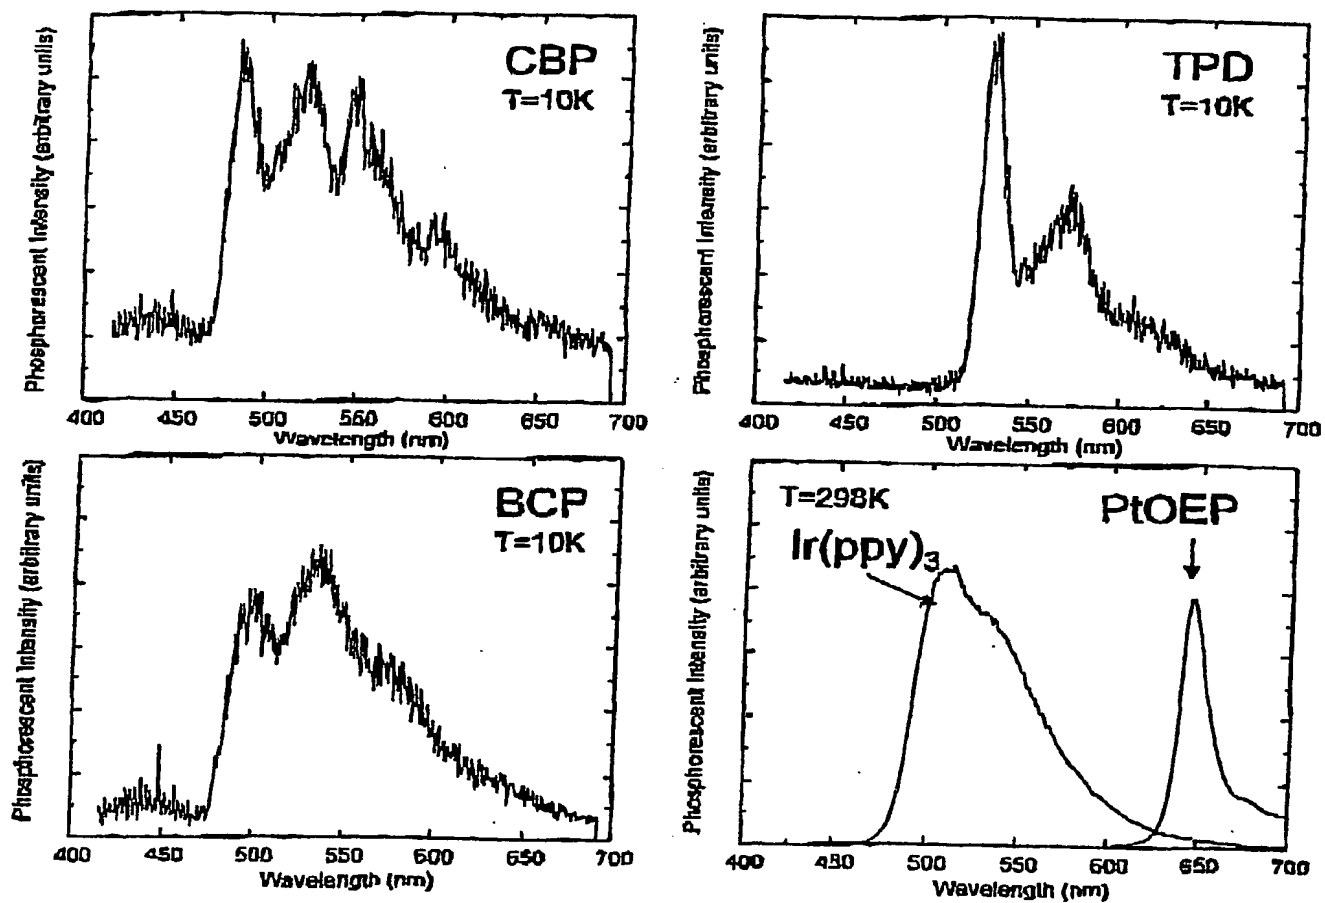 Phosphorescent Intensity (arbitrary units)
CBP
T=10K
400 450 500 550 600 650 700
Wavelength (nm)
Phosphorescent Intensity (arbitrary units)
TPD
T=10K
400 450 500 550 600 650 700
Wavelength (nm)
Phosphorescent Intensity (arbitrary units)
BCP
T=10K
400 450 500 550 600 650 700
Wavelength (nm)
Phosphorescent Intensity (arbitrary units)
T=298K
PtOEP
Ir(ppy)₃
400 450 500 550 600 650 700
Wavelength (nm)